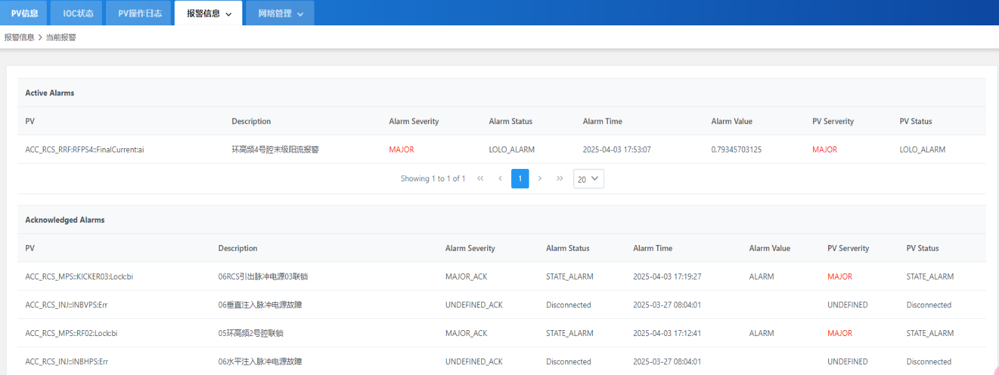 PV信息 IOC状态 PV操作日志 报警信息 网络管理
报警信息 > 当前报警
Active Alarms
PV Description Alarm Severity Alarm Status Alarm Time Alarm Value PV Serverity PV Status
ACC_RCS_RRF:RFPS4::FinalCurrent:ai 环高频4号腔末级阳流报警 MAJOR LOLO_ALARM 2025-04-03 17:53:07 0.79345703125 MAJOR LOLO_ALARM
Showing 1 to 1 of 1 « ‹ 1 › » 20
Acknowledged Alarms
PV Description Alarm Severity Alarm Status Alarm Time Alarm Value PV Serverity PV Status
ACC_RCS_MPS::KICKER03:Lock:bi 06RCS引出脉冲电源03联锁 MAJOR_ACK STATE_ALARM 2025-04-03 17:19:27 ALARM MAJOR STATE_ALARM
ACC_RCS_INJ::INBVPS:Err 06垂直注入脉冲电源故障 UNDEFINED_ACK Disconnected 2025-03-27 08:04:01 UNDEFINED Disconnected
ACC_RCS_MPS::RF02:Lock:bi 05环高频2号腔联锁 MAJOR_ACK STATE_ALARM 2025-04-03 17:12:41 ALARM MAJOR STATE_ALARM
ACC_RCS_INJ::INBHPS:Err 06水平注入脉冲电源故障 UNDEFINED_ACK Disconnected 2025-03-27 08:04:01 UNDEFINED Disconnected